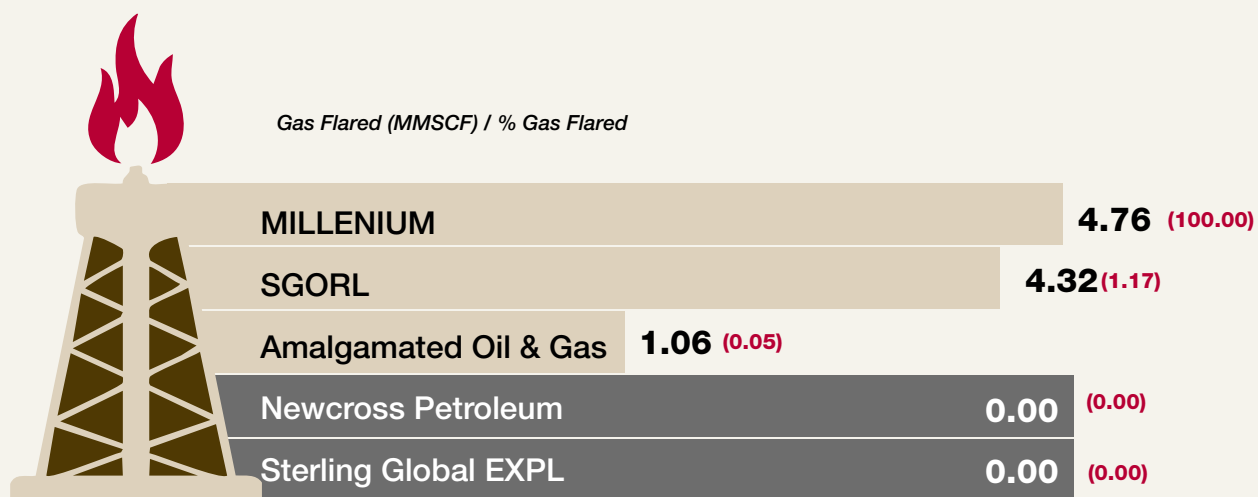 Gas Flared (MMSCF) / % Gas Flared
MILLENIUM 4.76 (100.00)
SGORL 4.32 (1.17)
Amalgamated Oil & Gas 1.06 (0.05)
Newcross Petroleum 0.00 (0.00)
Sterling Global EXPL 0.00 (0.00)